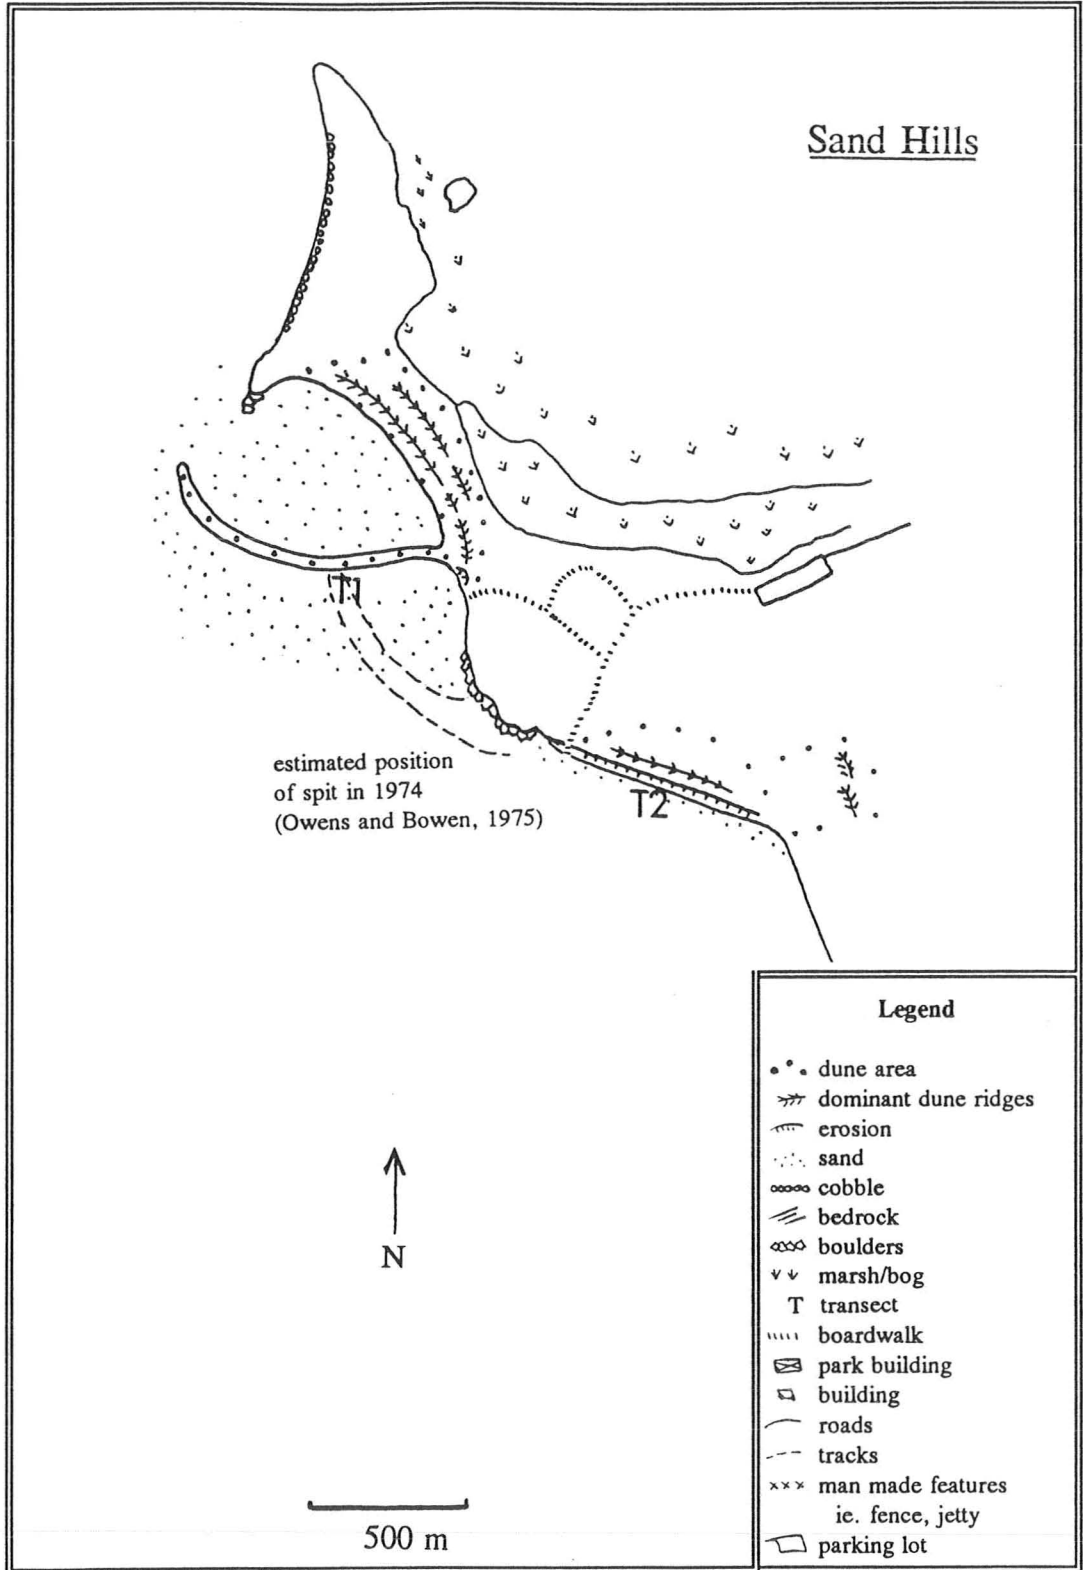 Sand Hills
T1
estimated position
of spit in 1974
(Owens and Bowen, 1975)
T2
N
500 m
Legend
dune area
dominant dune ridges
erosion
sand
cobble
bedrock
boulders
marsh/bog
T transect
boardwalk
park building
building
roads
tracks
man made features
ie. fence, jetty
parking lot